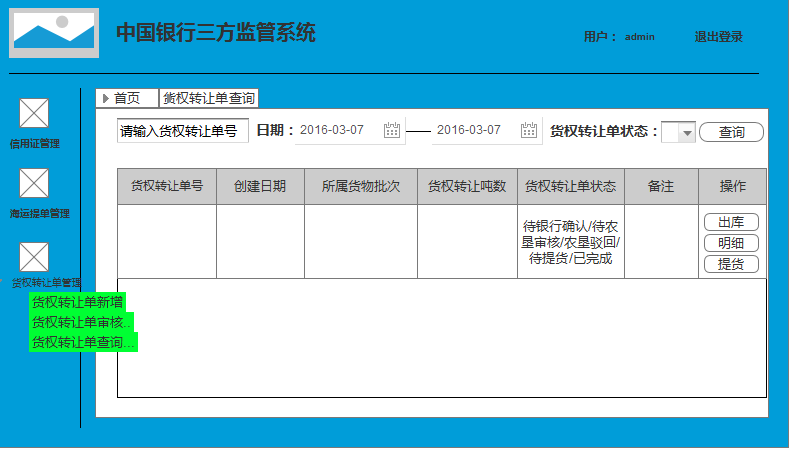 中国银行三方监管系统
用户： admin 退出登录
首页 货权转让单查询
请输入货权转让单号 日期：2016-03-07 —— 2016-03-07 货权转让单状态： 查询
信用证管理
海运提单管理
货权转让单管理
货权转让单新增
货权转让单审核..
货权转让单查询...
货权转让单号 创建日期 所属货物批次 货权转让吨数 货权转让单状态 备注 操作
待银行确认/待农
垦审核/农垦驳回/
待提货/已完成
出库
明细
提货